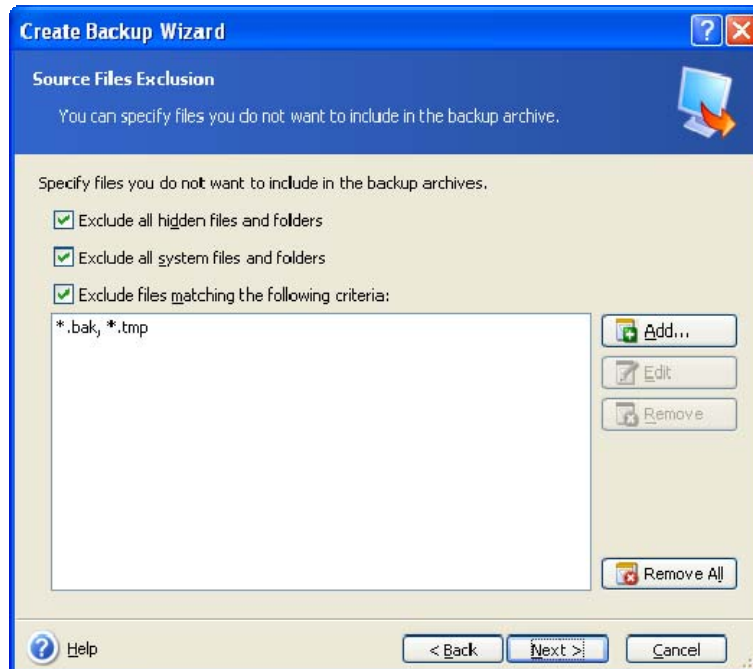 Create Backup Wizard
Source Files Exclusion
You can specify files you do not want to include in the backup archive.
Specify files you do not want to include in the backup archives.
Exclude all hidden files and folders
Exclude all system files and folders
Exclude files matching the following criteria:
*.bak, *.tmp
Add...
Edit
Remove
Remove All
Help
< Back
Next >
Cancel